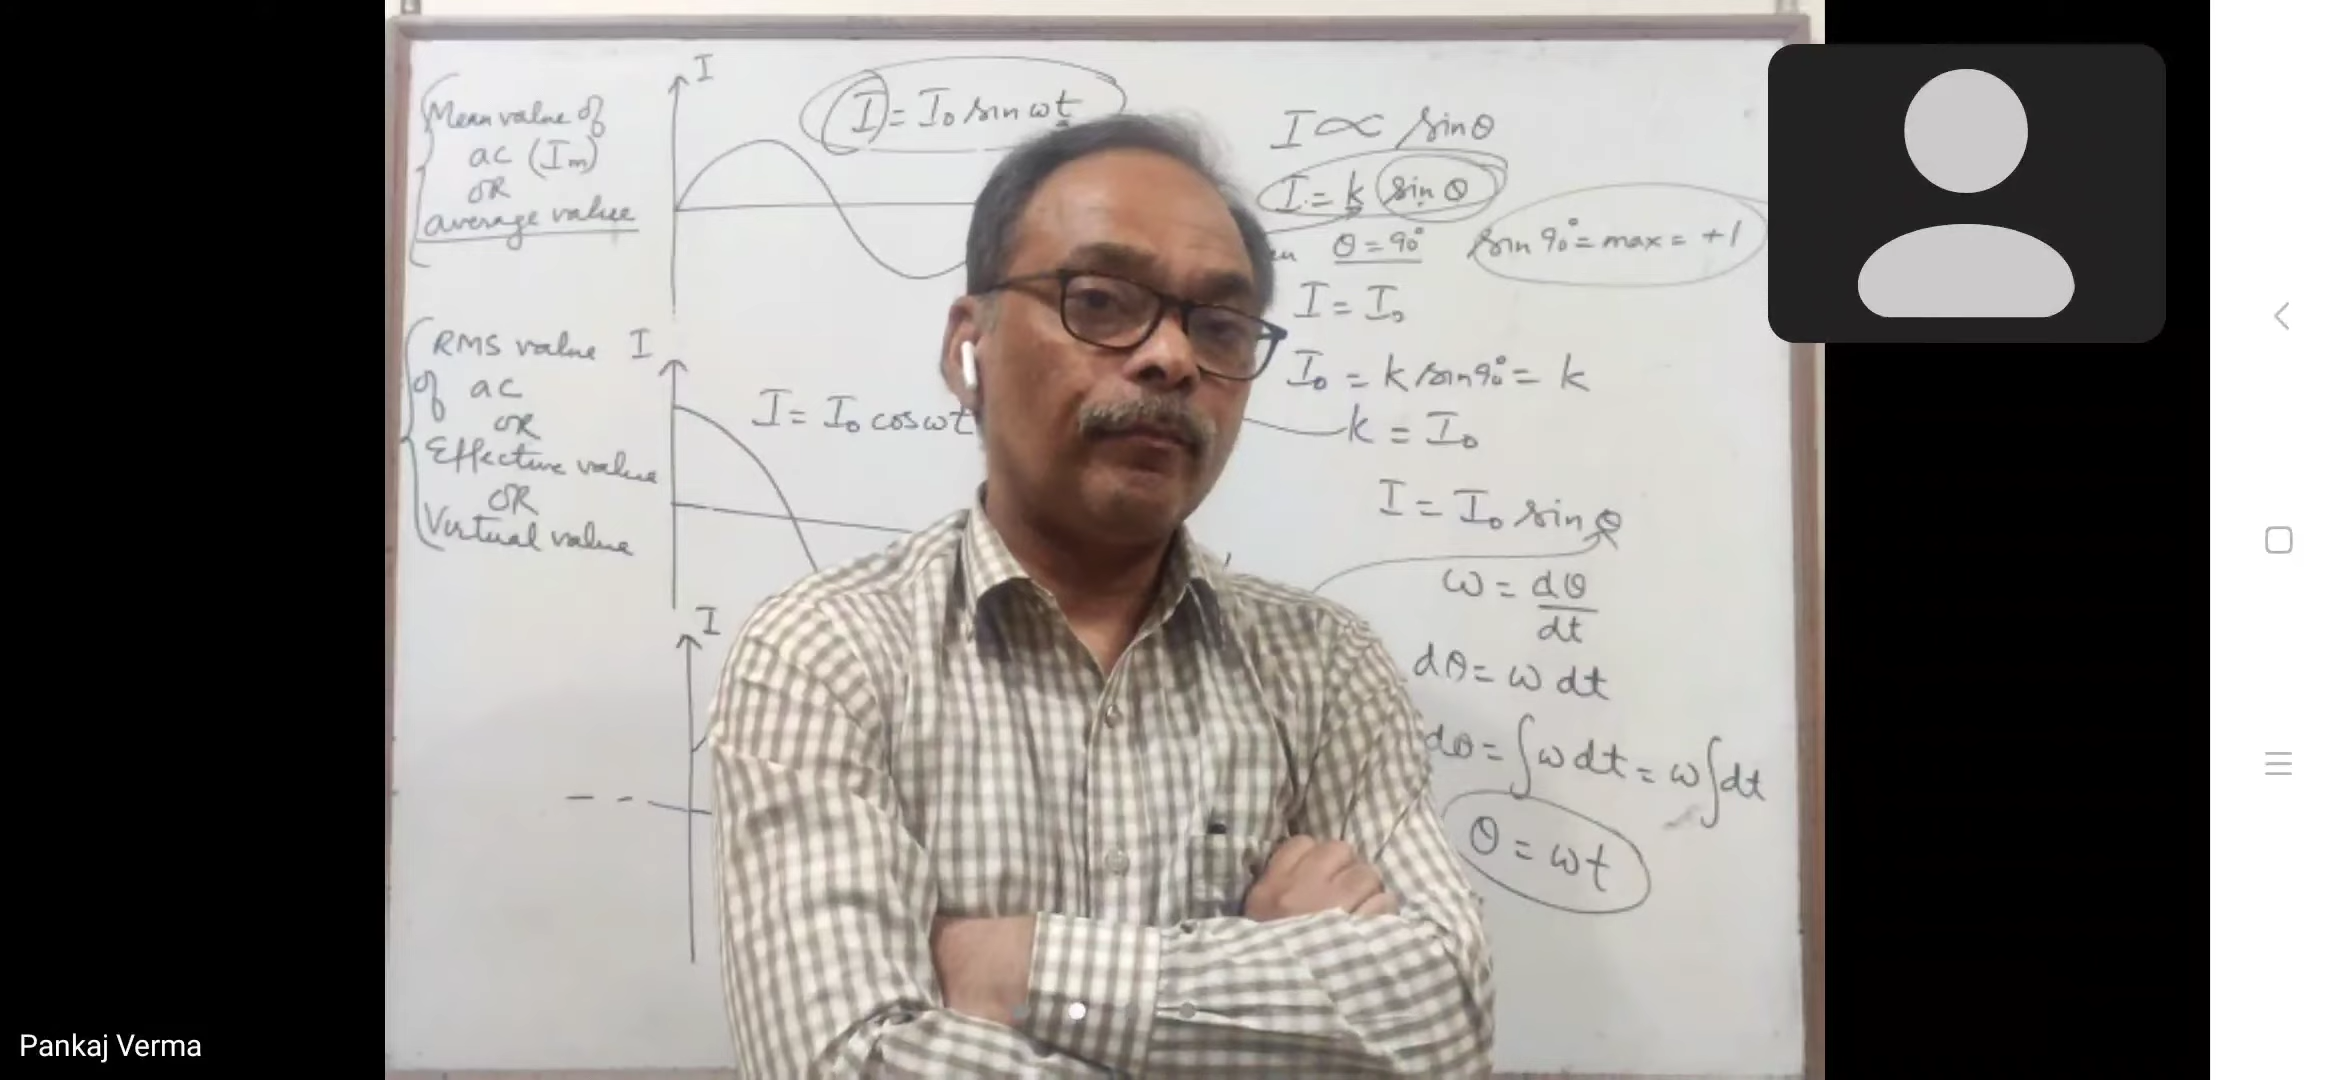 Mean value of
ac (Im)
OR
average value
I
I = I₀ sin ωt
RMS value
of ac
OR
Effective value
OR
Virtual value
I
I = I₀ cos ωt
I
I ∝ sin θ
I = k sin θ
θ = 90°
sin 90° = max = +1
I = I₀
I₀ = k sin 90° = k
k = I₀
I = I₀ sin θ
ω = dθ/dt
dθ = ω dt
dθ = ∫ω dt = ω∫dt
θ = ωt
Pankaj Verma